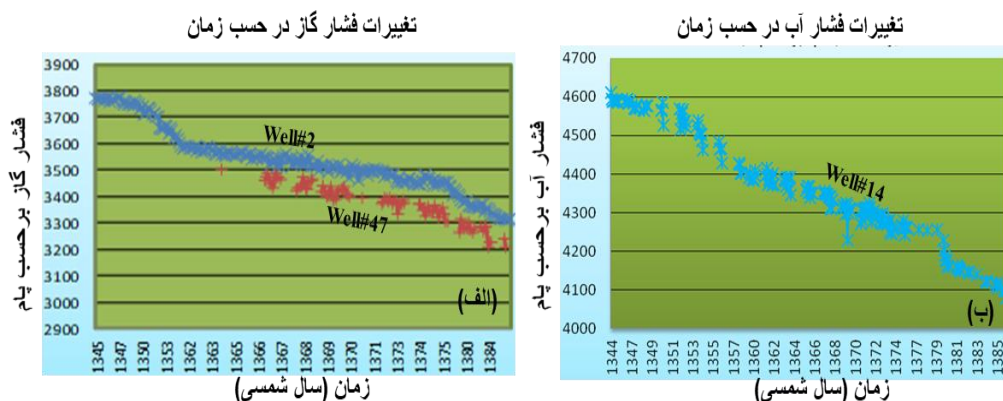 تغییرات فشار آب در حسب زمان
فشار آب برحسب پام
4600
4500
4400
4300
4200
4100
4000
Well#14
(ب)
1344 1347 1349 1351 1353 1355 1357 1360 1362 1364 1366 1368 1370 1372 1374 1377 1379 1381 1383 1385
زمان (سال شمسی)
تغییرات فشار گاز در حسب زمان
فشار گاز برحسب پام
3900
3800
3700
3600
3500
3400
3300
3200
3100
3000
2900
Well#2
Well#47
(الف)
1345 1347 1350 1353 1362 1363 1365 1366 1367 1368 1370 1371 1373 1374 1375 1380 1384
زمان (سال شمسی)